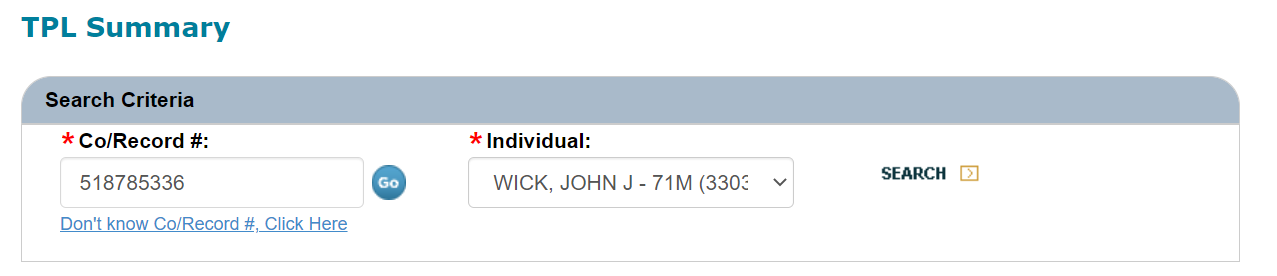 TPL Summary
Search Criteria
*Co/Record #: *Individual:
518785336 Go WICK, JOHN J - 71M (3303 SEARCH
Don't know Co/Record #, Click Here